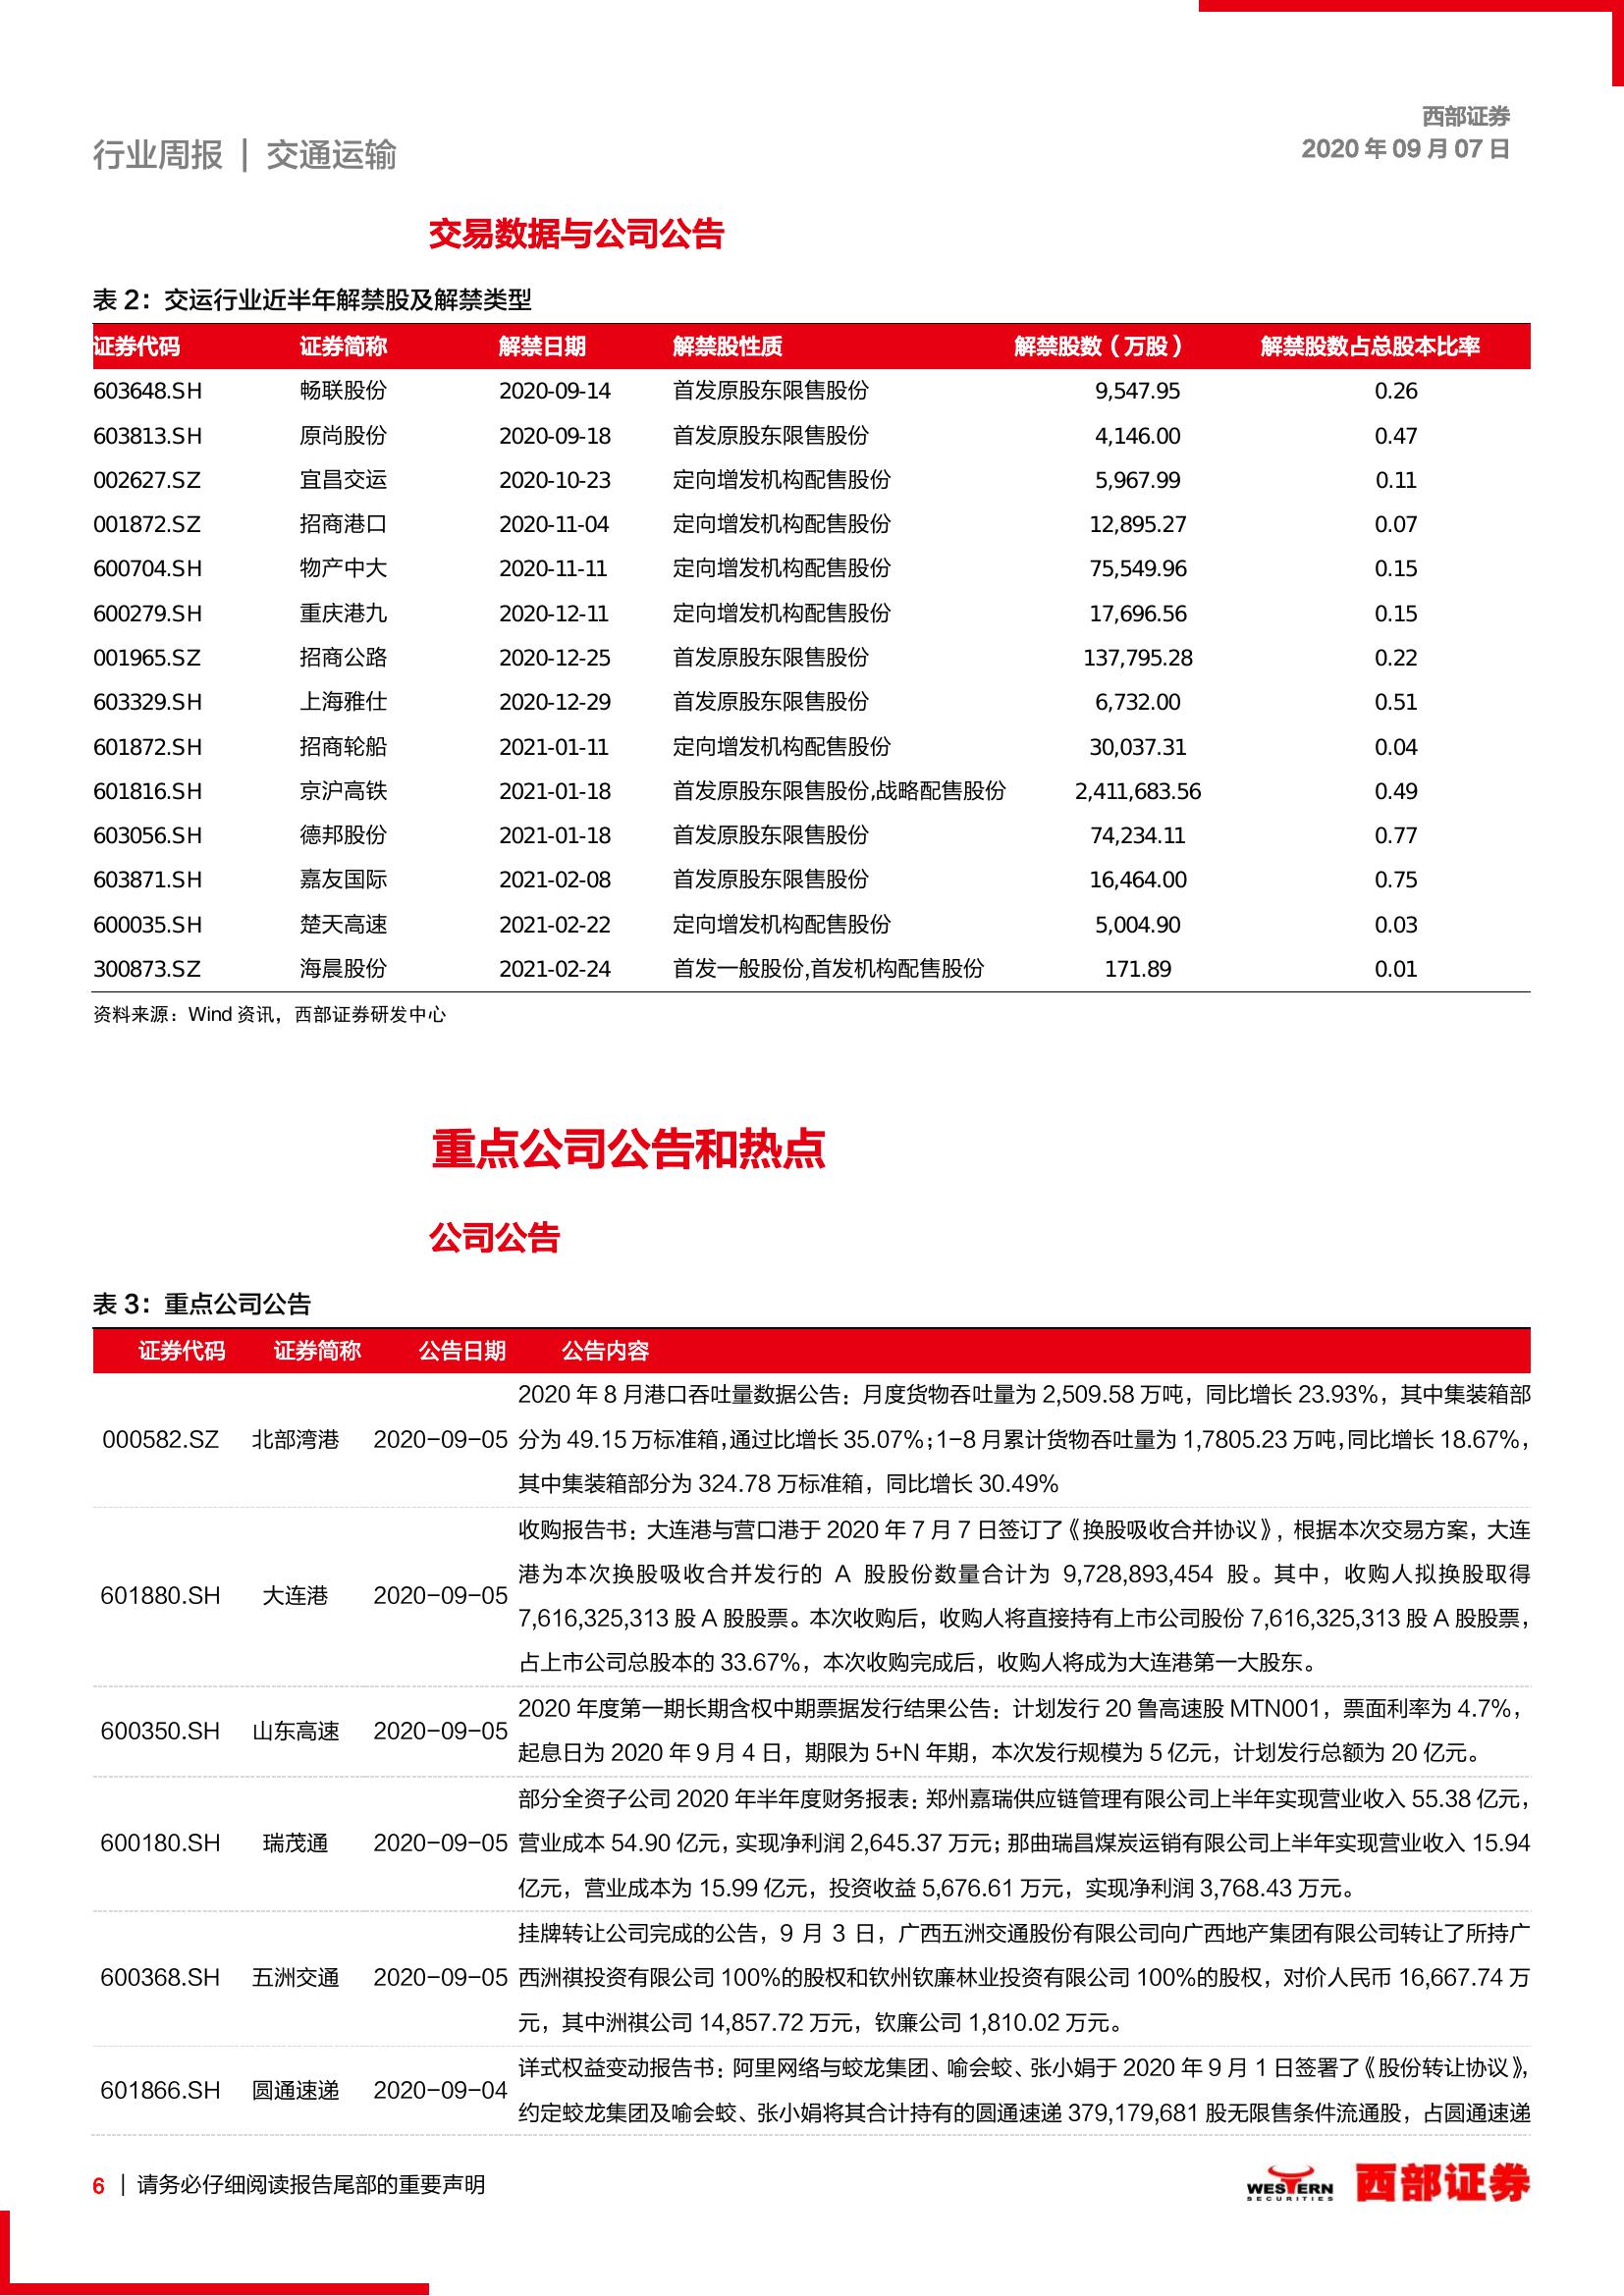 西部证券
行业周报 | 交通运输
2020 年 09 月 07 日
交易数据与公司公告
表 2：交运行业近半年解禁股及解禁类型
证券代码 证券简称 解禁日期 解禁股性质 解禁股数（万股） 解禁股数占总股本比率
603648.SH 畅联股份 2020-09-14 首发原股东限售股份 9,547.95 0.26
603813.SH 原尚股份 2020-09-18 首发原股东限售股份 4,146.00 0.47
002627.SZ 宜昌交运 2020-10-23 定向增发机构配售股份 5,967.99 0.11
001872.SZ 招商港口 2020-11-04 定向增发机构配售股份 12,895.27 0.07
600704.SH 物产中大 2020-11-11 定向增发机构配售股份 75,549.96 0.15
600279.SH 重庆港九 2020-12-11 定向增发机构配售股份 17,696.56 0.15
001965.SZ 招商公路 2020-12-25 首发原股东限售股份 137,795.28 0.22
603329.SH 上海雅仕 2020-12-29 首发原股东限售股份 6,732.00 0.51
601872.SH 招商轮船 2021-01-11 定向增发机构配售股份 30,037.31 0.04
601816.SH 京沪高铁 2021-01-18 首发原股东限售股份,战略配售股份 2,411,683.56 0.49
603056.SH 德邦股份 2021-01-18 首发原股东限售股份 74,234.11 0.77
603871.SH 嘉友国际 2021-02-08 首发原股东限售股份 16,464.00 0.75
600035.SH 楚天高速 2021-02-22 定向增发机构配售股份 5,004.90 0.03
300873.SZ 海晨股份 2021-02-24 首发一般股份,首发机构配售股份 171.89 0.01
资料来源：Wind 资讯，西部证券研发中心
重点公司公告和热点
公司公告
表 3：重点公司公告
证券代码 证券简称 公告日期 公告内容
2020 年 8 月港口吞吐量数据公告：月度货物吞吐量为 2,509.58 万吨，同比增长 23.93%，其中集装箱部
000582.SZ 北部湾港 2020-09-05 分为 49.15 万标准箱，通过比增长 35.07%；1-8 月累计货物吞吐量为 1,7805.23 万吨，同比增长 18.67%，
其中集装箱部分为 324.78 万标准箱，同比增长 30.49%
收购报告书：大连港与营口港于 2020 年 7 月 7 日签订了《换股吸收合并协议》，根据本次交易方案，大连
港为本次换股吸收合并发行的 A 股股份数量合计为 9,728,893,454 股。其中，收购人拟换股取得
601880.SH 大连港 2020-09-05
7,616,325,313 股 A 股股票。本次收购后，收购人将直接持有上市公司股份 7,616,325,313 股 A 股股票，
占上市公司总股本的 33.67%，本次收购完成后，收购人将成为大连港第一大股东。
2020 年度第一期长期含权中期票据发行结果公告：计划发行 20 鲁高速股 MTN001，票面利率为 4.7%，
600350.SH 山东高速 2020-09-05
起息日为 2020 年 9 月 4 日，期限为 5+N 年期，本次发行规模为 5 亿元，计划发行总额为 20 亿元。
部分全资子公司 2020 年半年度财务报表：郑州嘉瑞供应链管理有限公司上半年实现营业收入 55.38 亿元，
600180.SH 瑞茂通 2020-09-05 营业成本 54.90 亿元，实现净利润 2,645.37 万元；那曲瑞昌煤炭运销有限公司上半年实现营业收入 15.94
亿元，营业成本为 15.99 亿元，投资收益 5,676.61 万元，实现净利润 3,768.43 万元。
挂牌转让公司完成的公告，9 月 3 日，广西五洲交通股份有限公司向广西地产集团有限公司转让了所持广
600368.SH 五洲交通 2020-09-05 西洲祺投资有限公司 100%的股权和钦州钦廉林业投资有限公司 100%的股权，对价人民币 16,667.74 万
元，其中洲祺公司 14,857.72 万元，钦廉公司 1,810.02 万元。
详式权益变动报告书：阿里网络与蛟龙集团、喻会蛟、张小娟于 2020 年 9 月 1 日签署了《股份转让协议》，
601866.SH 圆通速递 2020-09-04
约定蛟龙集团及喻会蛟、张小娟将其合计持有的圆通速递 379,179,681 股无限售条件流通股，占圆通速递
6 | 请务必仔细阅读报告尾部的重要声明
WESTERN
SECURITIES
西部证券